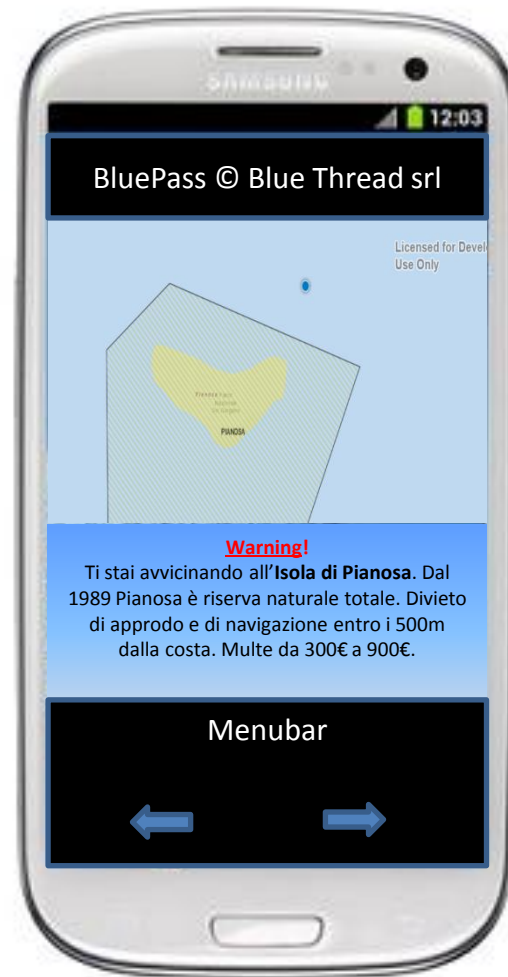 SAMSUNG
12:03
BluePass © Blue Thread srl
Licensed for Develo
Use Only
PIANOSA
Warning!
Ti stai avvicinando all’Isola di Pianosa. Dal
1989 Pianosa è riserva naturale totale. Divieto
di approdo e di navigazione entro i 500m
dalla costa. Multe da 300€ a 900€.
Menubar